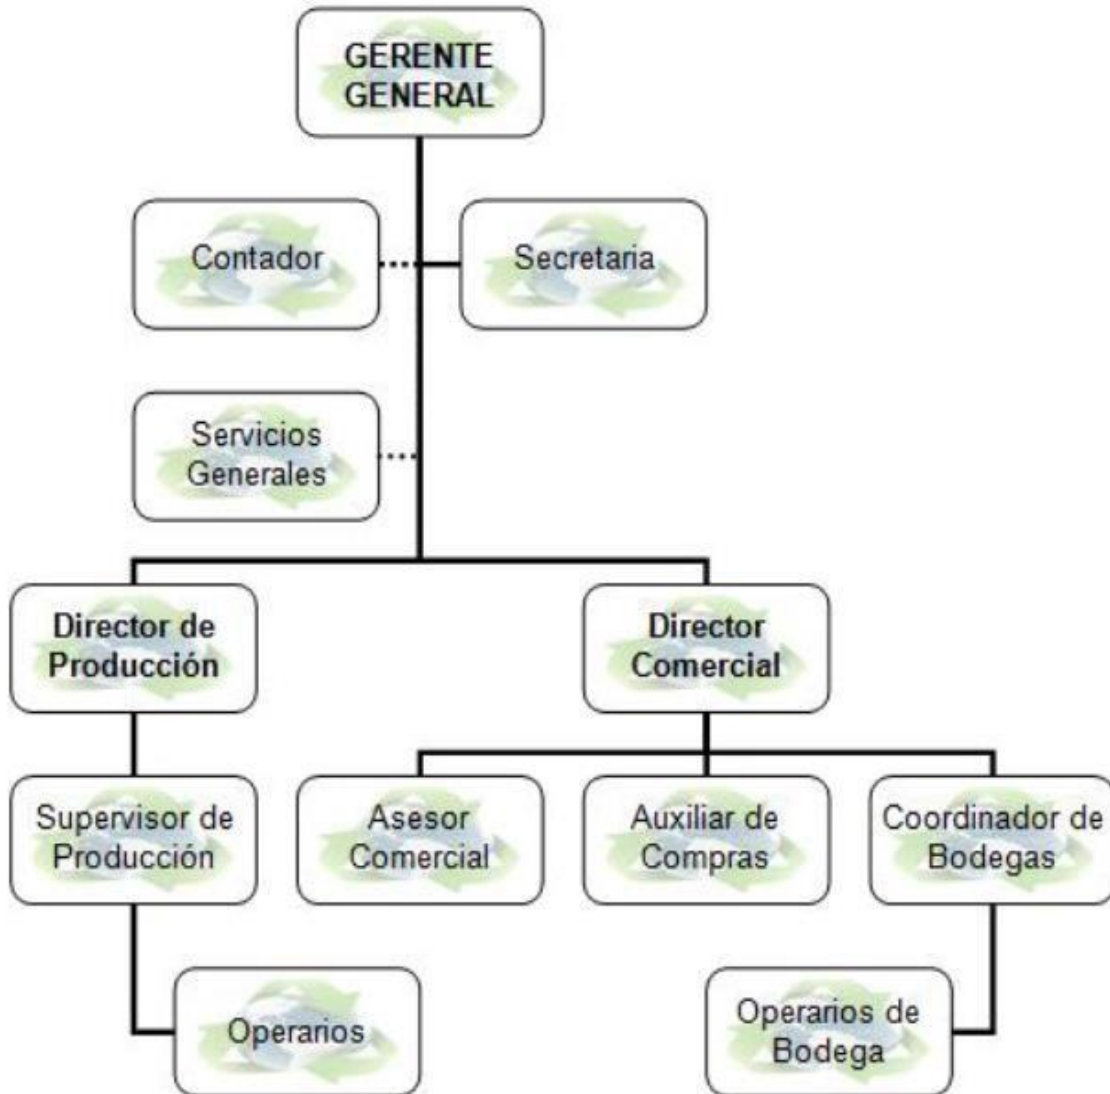 GERENTE
GENERAL
Contador
Secretaria
Servicios
Generales
Director de
Producción
Director
Comercial
Supervisor de
Producción
Asesor
Comercial
Auxiliar de
Compras
Coordinador de
Bodegas
Operarios
Operarios de
Bodega